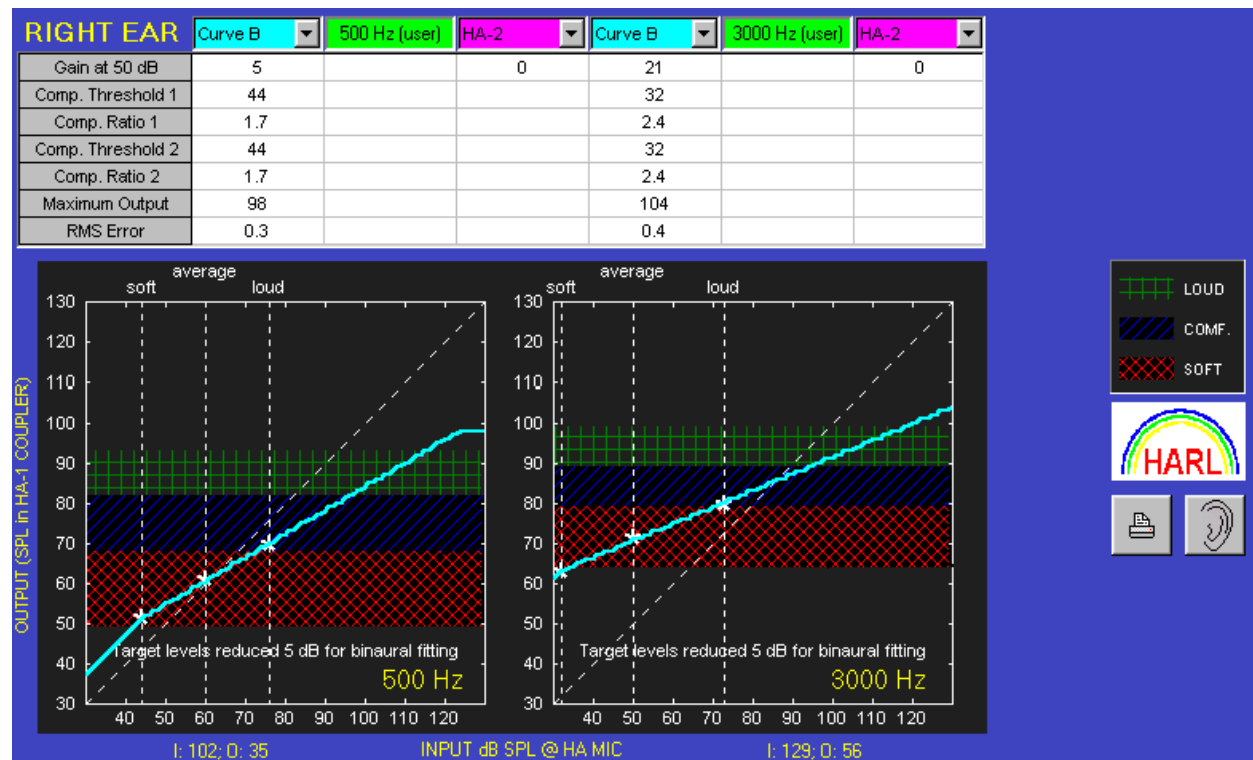 RIGHT EAR Curve B 500 Hz (user) HA-2 Curve B 3000 Hz (user) HA-2
Gain at 50 dB 5 0 21 0
Comp. Threshold 1 44 32
Comp. Ratio 1 1.7 2.4
Comp. Threshold 2 44 32
Comp. Ratio 2 1.7 2.4
Maximum Output 98 104
RMS Error 0.3 0.4
average
soft loud
130
120
110
100
90
80
70
60
50
40
30
Target levels reduced 5 dB for binaural fitting
500 Hz
40 50 60 70 80 90 100 110 120
I: 102; O: 35
average
soft loud
130
120
110
100
90
80
70
60
50
40
30
Target levels reduced 5 dB for binaural fitting
3000 Hz
40 50 60 70 80 90 100 110 120
I: 129; O: 56
OUTPUT (SPL in HA-1 COUPLER)
INPUT dB SPL @ HA MIC
LOUD
COMF.
SOFT
HARL